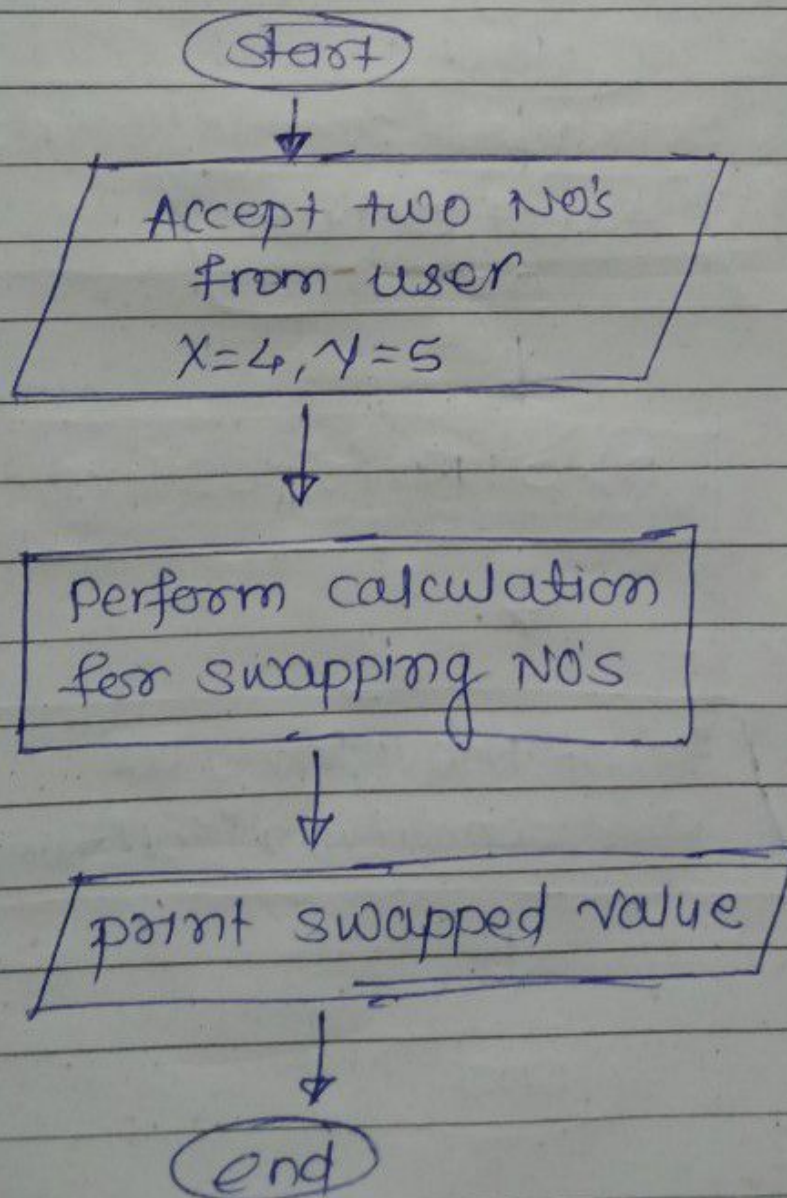 Start
Accept two NO's
from user
X=4, Y=5
Perform calculation
for swapping NO's
print swapped value
end